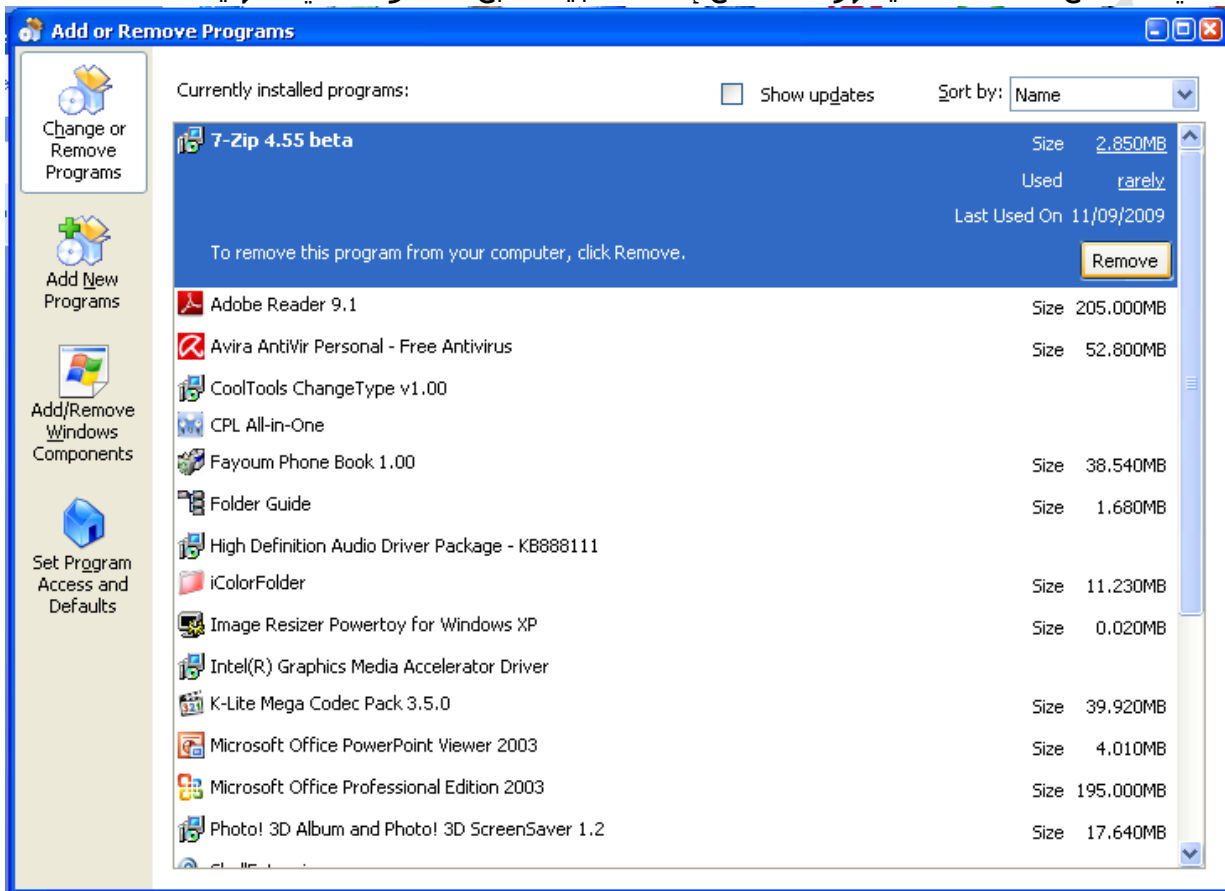 Add or Remove Programs
Change or
Remove
Programs
Add New
Programs
Add/Remove
Windows
Components
Set Program
Access and
Defaults
Currently installed programs:
Show updates
Sort by: Name
7-Zip 4.55 beta Size 2.850MB
Used rarely
Last Used On 11/09/2009
To remove this program from your computer, click Remove. Remove
Adobe Reader 9.1 Size 205.000MB
Avira AntiVir Personal - Free Antivirus Size 52.800MB
CoolTools ChangeType v1.00
CPL All-in-One
Fayoum Phone Book 1.00 Size 38.540MB
Folder Guide Size 1.680MB
High Definition Audio Driver Package - KB888111
iColorFolder Size 11.230MB
Image Resizer Powertoy for Windows XP Size 0.020MB
Intel(R) Graphics Media Accelerator Driver
K-Lite Mega Codec Pack 3.5.0 Size 39.920MB
Microsoft Office PowerPoint Viewer 2003 Size 4.010MB
Microsoft Office Professional Edition 2003 Size 195.000MB
Photo! 3D Album and Photo! 3D ScreenSaver 1.2 Size 17.640MB